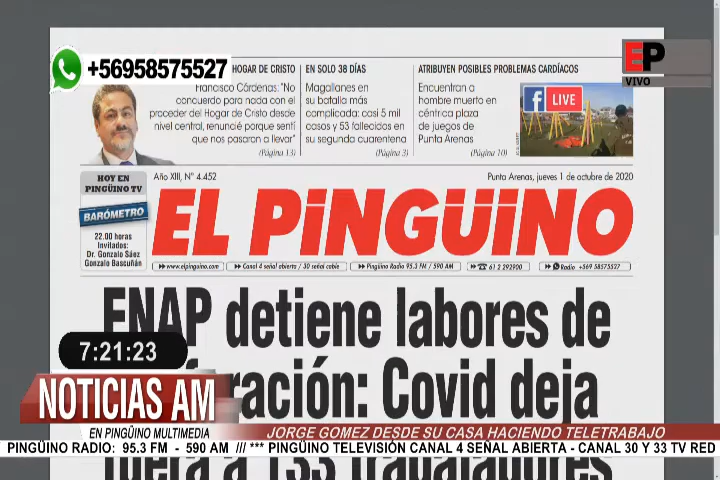 +56958575527
HOGAR DE CRISTO
Francisco Cárdenas: "No
concuerdo para nada con el
proceder del Hogar de Cristo
desde nivel central,
renuncié porque sentí
que nos pasaron a llevar"
(Página 13)
EN SOLO 38 DÍAS
Magallanes en
su batalla más
complicada: casi 5 mil
casos y 53 fallecidos en
su segunda cuarentena
(Página 3)
ATRIBUYEN POSIBLES PROBLEMAS CARDÍACOS
Encuentran a
hombre muerto en
céntrica plaza
de juegos de
Punta Arenas
(Página 10)
f LIVE
EP
VIVO
HOY EN
PINGÜINO TV
BARÓMETRO
22.00 horas
Invitados:
Dr. Gonzalo Sáez
Gonzalo Bascuñán
Año XIII, N° 4.452
Punta Arenas, jueves 1 de octubre de 2020
EL PINGÜINO
www.elpinguino.com
Canal 4 señal abierta / 30 señal cable
Pingüino Radio 95.3 FM / 590 AM
61 2 292900
Radio +569 58575527
ENAP detiene labores de
ración: Covid deja
fuera a 133 trabajadores
7:21:23
NOTICIAS AM
EN PINGÜINO MULTIMEDIA
JORGE GOMEZ DESDE SU CASA HACIENDO TELETRABAJO
PINGÜINO RADIO: 95.3 FM - 590 AM /// *** PINGÜINO TELEVISIÓN CANAL 4 SEÑAL ABIERTA - CANAL 30 Y 33 TV RED